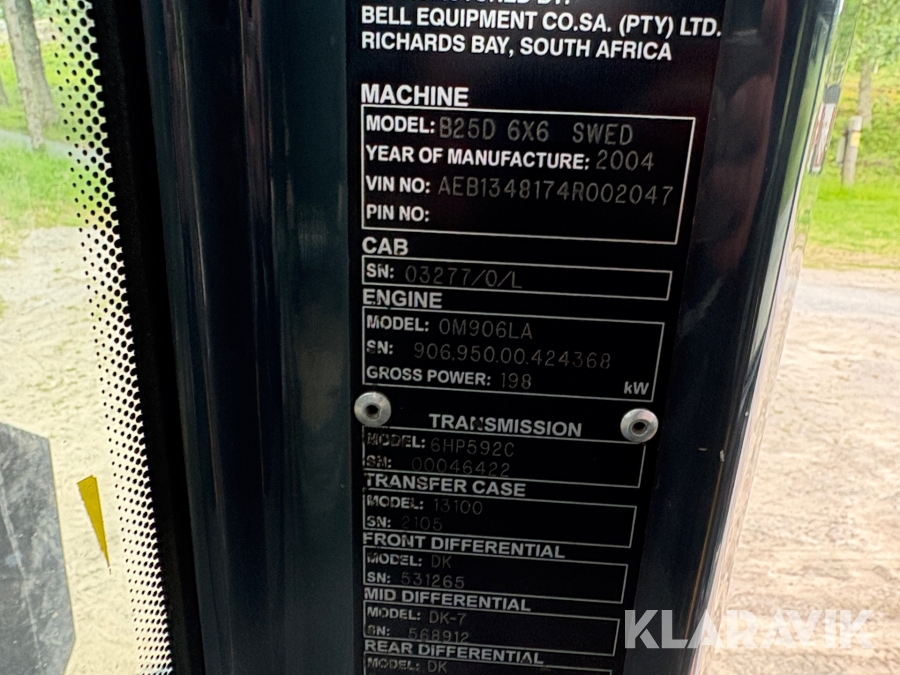 BELL EQUIPMENT CO.SA. (PTY) LTD.
RICHARDS BAY, SOUTH AFRICA
MACHINE
MODEL: B25D 6X6 SWED
YEAR OF MANUFACTURE: 2004
VIN NO: AEB1348174R002047
PIN NO:
CAB
SN: 03277/0/L
ENGINE
MODEL: OM906LA
SN: 906.950.00.424368
GROSS POWER: 198 kW
TRANSMISSION
MODEL: 6HP592C
SN: 00046422
TRANSFER CASE
MODEL: 13100
SN: 2105
FRONT DIFFERENTIAL
MODEL: DK
SN: 531265
MID DIFFERENTIAL
MODEL: DK-7
SN: 568912
REAR DIFFERENTIAL
MODEL: DK
KLARAVIK